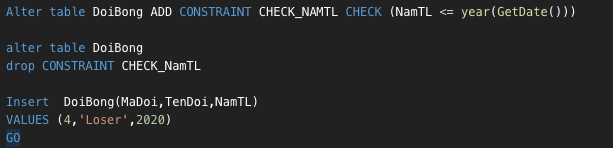 Alter table DoiBong ADD CONSTRAINT CHECK_NAMTL CHECK (NamTL <= year(GetDate()))
alter table DoiBong
drop CONSTRAINT CHECK_NamTL
Insert  DoiBong(MaDoi,TenDoi,NamTL)
VALUES (4,'Loser',2020)
GO